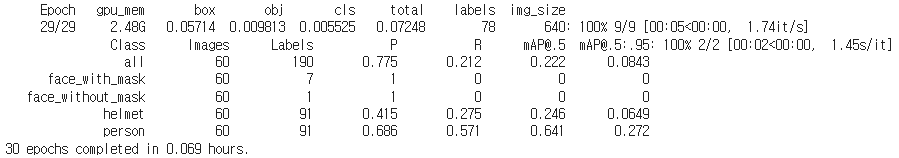 Epoch gpu_mem box obj cls total labels img_size
29/29 2.48G 0.05714 0.009813 0.005525 0.07248 78 640: 100% 9/9 [00:05<00:00, 1.74it/s]
Class Images Labels P R mAP@.5 mAP@.5:.95: 100% 2/2 [00:02<00:00, 1.45s/it]
all 60 190 0.775 0.212 0.222 0.0843
face_with_mask 60 7 1 0 0 0
face_without_mask 60 1 1 0 0 0
helmet 60 91 0.415 0.275 0.246 0.0649
person 60 91 0.686 0.571 0.641 0.272
30 epochs completed in 0.069 hours.